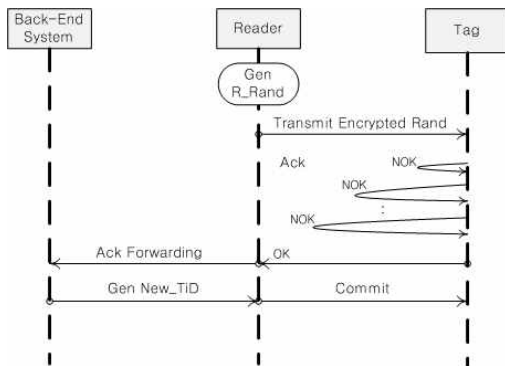 Back-End
System
Reader
Tag
Gen
R_Rand
Transmit Encrypted Rand
Ack
NOK
NOK
:
NOK
Ack Forwarding
OK
Gen New_TiD
Commit